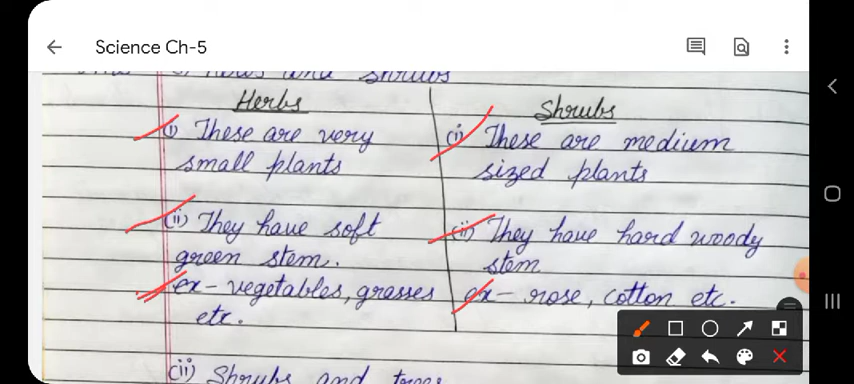 Science Ch-5
Herbs
Shrubs
(i) These are very
small plants
(i) These are medium
sized plants
(ii) They have soft
green stem.
(ii) They have hard woody
stem
ex- vegetables, grasses
etc.
ex- rose, cotton etc.
(ii) Shrubs and trees